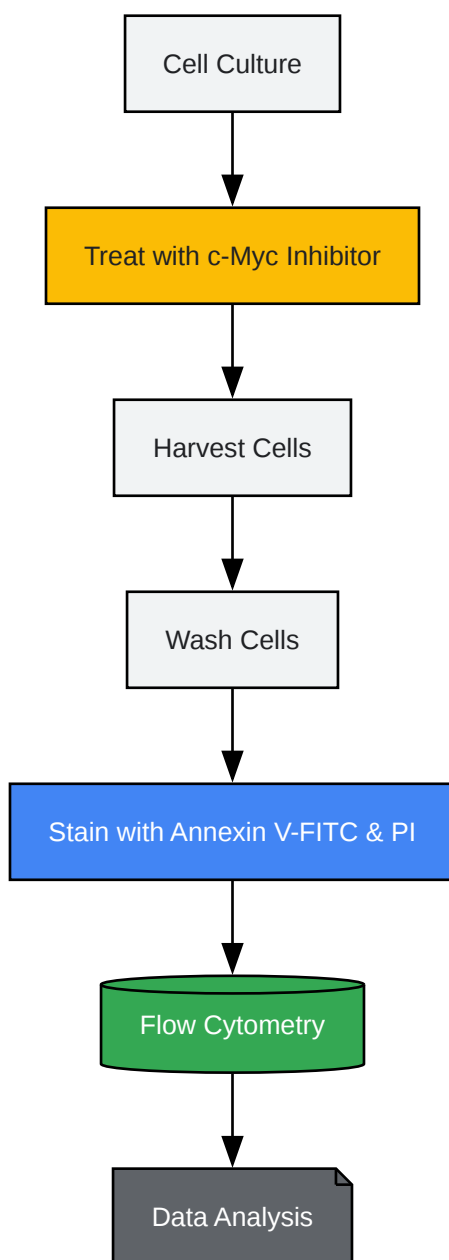 Cell Culture
Treat with c-Myc Inhibitor
Harvest Cells
Wash Cells
Stain with Annexin V-FITC & PI
Flow Cytometry
Data Analysis